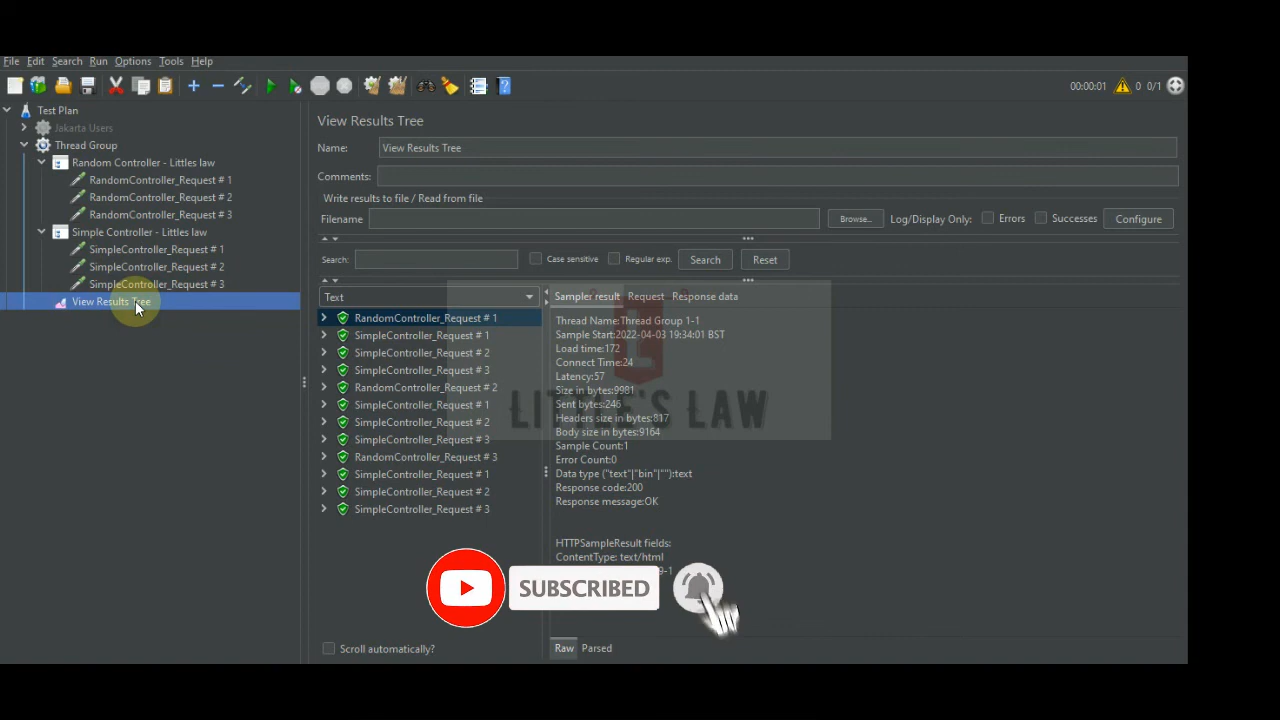 File Edit Search Run Options Tools Help
00:00:01 0 0/1
Test Plan
Jakarta Users
Thread Group
Random Controller - Littles law
RandomController_Request # 1
RandomController_Request # 2
RandomController_Request # 3
Simple Controller - Littles law
SimpleController_Request # 1
SimpleController_Request # 2
SimpleController_Request # 3
View Results Tree
View Results Tree
Name: View Results Tree
Comments:
Write results to file / Read from file
Filename Browse... Log/Display Only: Errors Successes Configure
Search: Case sensitive Regular exp. Search Reset
Text
RandomController_Request # 1
SimpleController_Request # 1
SimpleController_Request # 2
SimpleController_Request # 3
RandomController_Request # 2
SimpleController_Request # 1
SimpleController_Request # 2
SimpleController_Request # 3
RandomController_Request # 3
SimpleController_Request # 1
SimpleController_Request # 2
SimpleController_Request # 3
Scroll automatically?
Sampler result Request Response data
Thread Name:Thread Group 1-1
Sample Start:2022-04-03 19:34:01 BST
Load time:172
Connect Time:24
Latency:57
Size in bytes:9981
Sent bytes:246
Headers size in bytes:817
Body size in bytes:9164
Sample Count:1
Error Count:0
Data type ("text"|"bin"|""):text
Response code:200
Response message:OK
HTTPSampleResult fields:
ContentType: text/html
9-1
Raw Parsed
LITTLE'S LAW
SUBSCRIBED